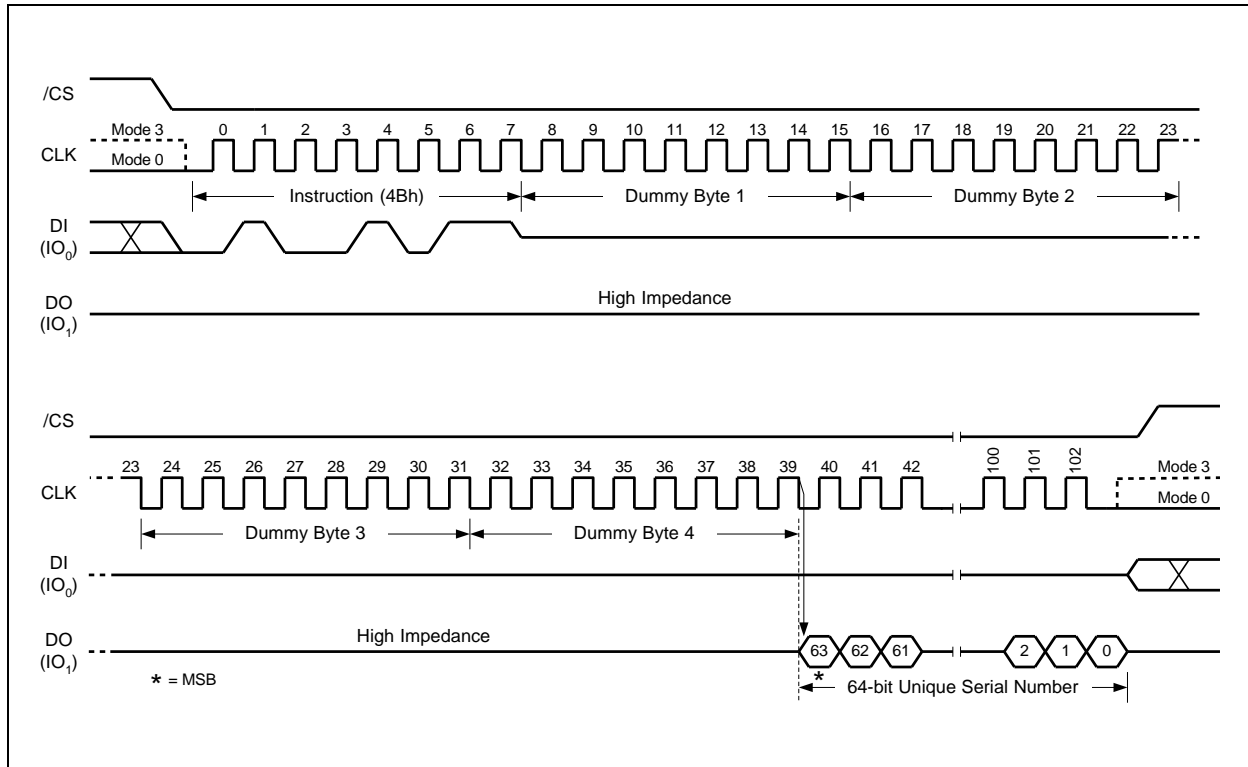 /CS
Mode 3
0 1 2 3 4 5 6 7 8 9 10 11 12 13 14 15 16 17 18 19 20 21 22 23
CLK
Mode 0
Instruction (4Bh) Dummy Byte 1 Dummy Byte 2
DI
(IO0)
High Impedance
DO
(IO1)
/CS
23 24 25 26 27 28 29 30 31 32 33 34 35 36 37 38 39 40 41 42 100 101 102
Mode 3
CLK
Mode 0
Dummy Byte 3 Dummy Byte 4
DI
(IO0)
High Impedance
DO
(IO1)
63 62 61 2 1 0
* = MSB
* 64-bit Unique Serial Number